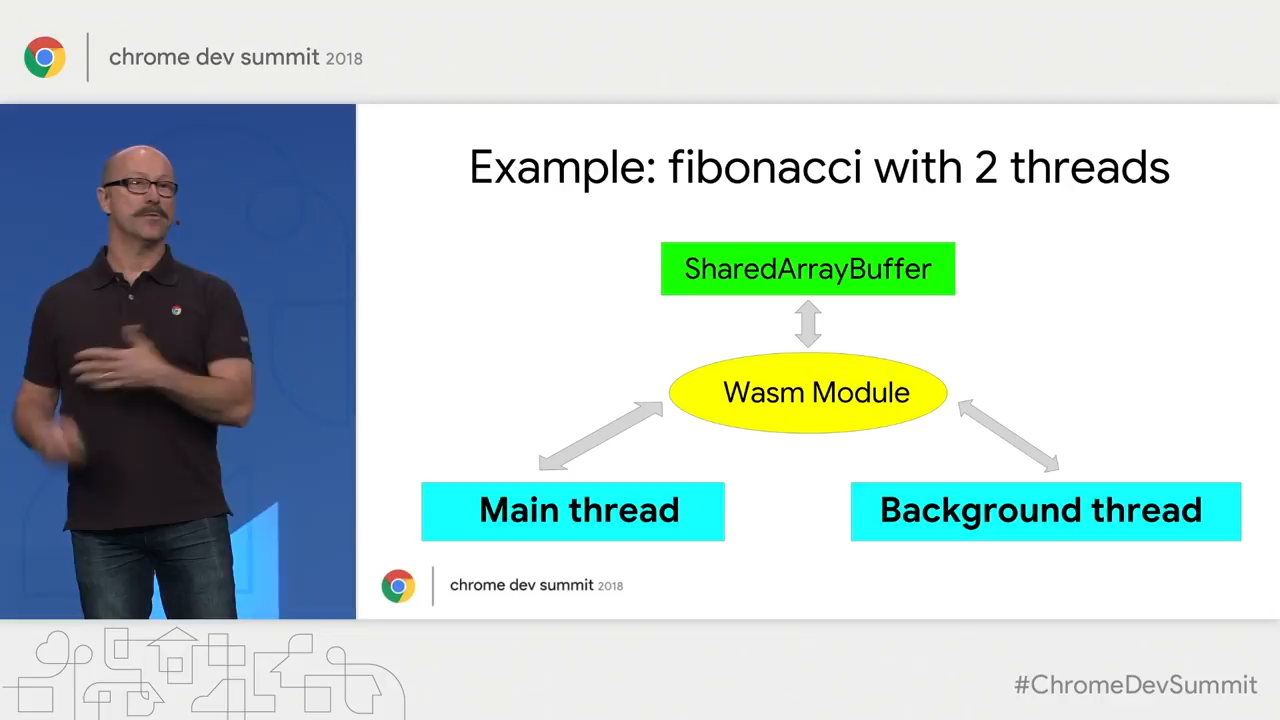 chrome dev summit 2018
Example: fibonacci with 2 threads
SharedArrayBuffer
Wasm Module
Main thread
Background thread
chrome dev summit 2018
#ChromeDevSummit